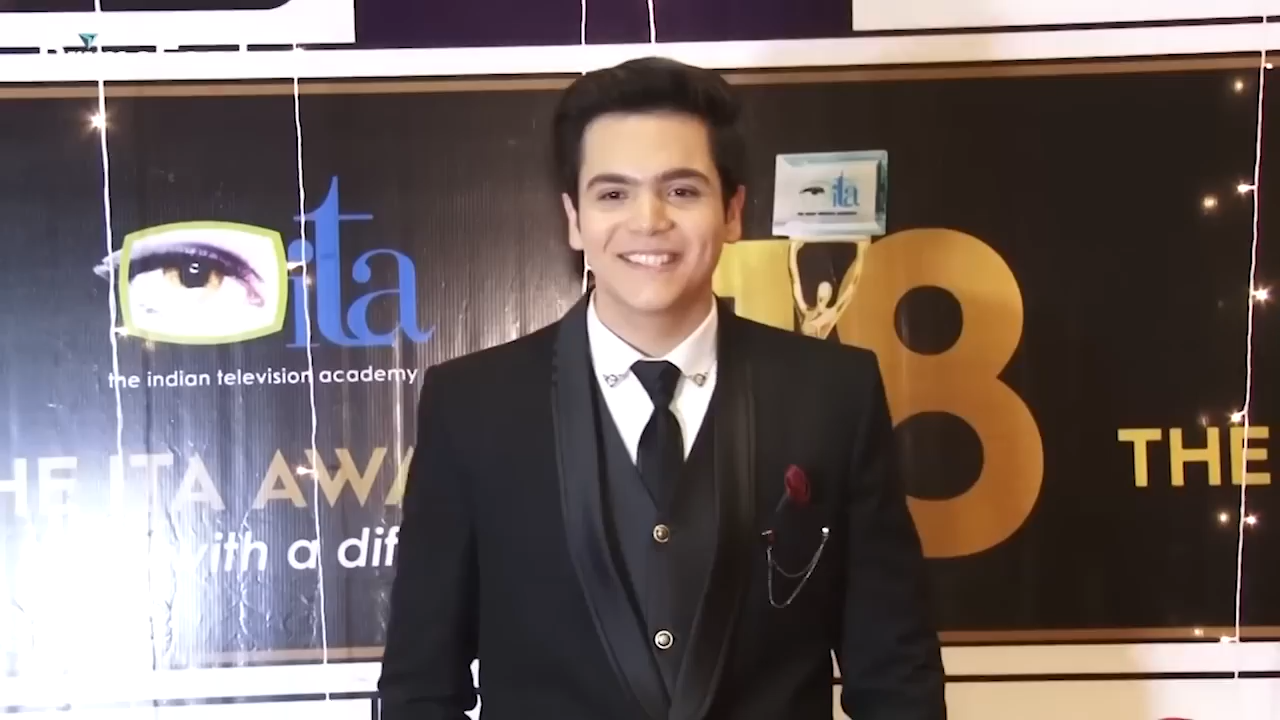 ita
the indian television academy
HE ITA AWA
with a dif
18
THE
ita